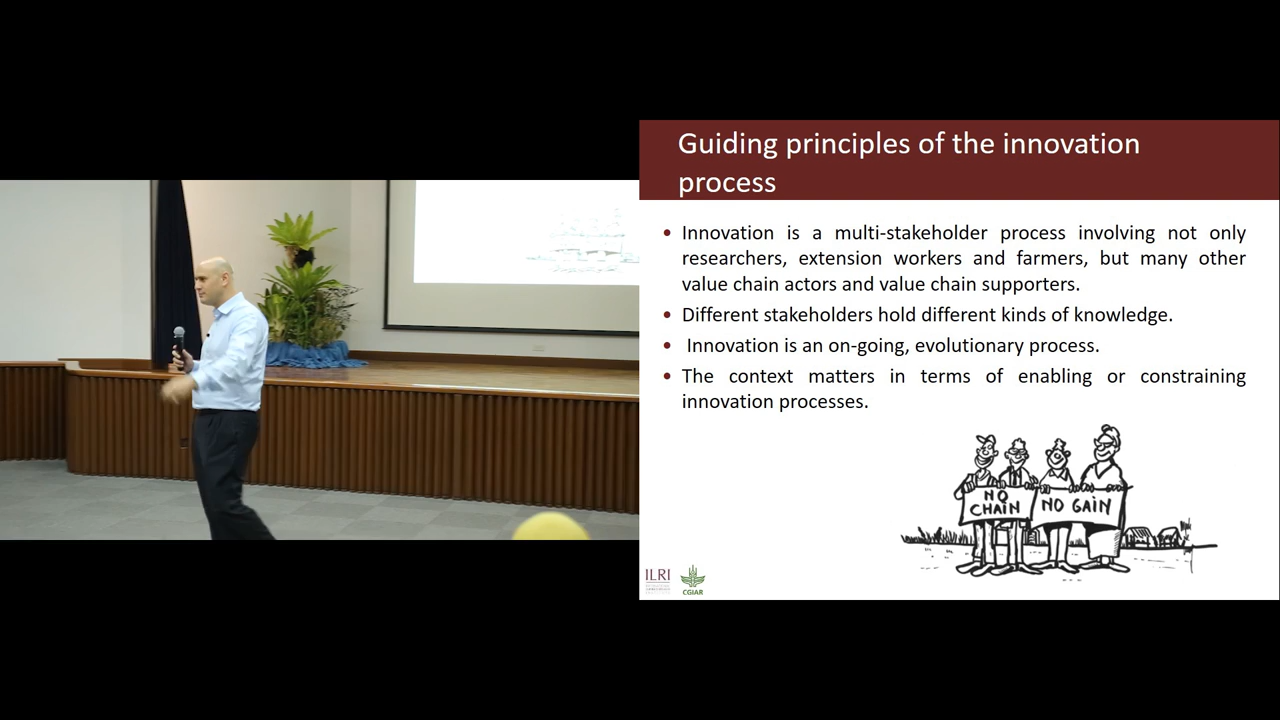 Guiding principles of the innovation
process
• Innovation is a multi-stakeholder process involving not only
researchers, extension workers and farmers, but many other
value chain actors and value chain supporters.
• Different stakeholders hold different kinds of knowledge.
• Innovation is an on-going, evolutionary process.
• The context matters in terms of enabling or constraining
innovation processes.
NO
CHAIN
NO GAIN
ILRI
CGIAR